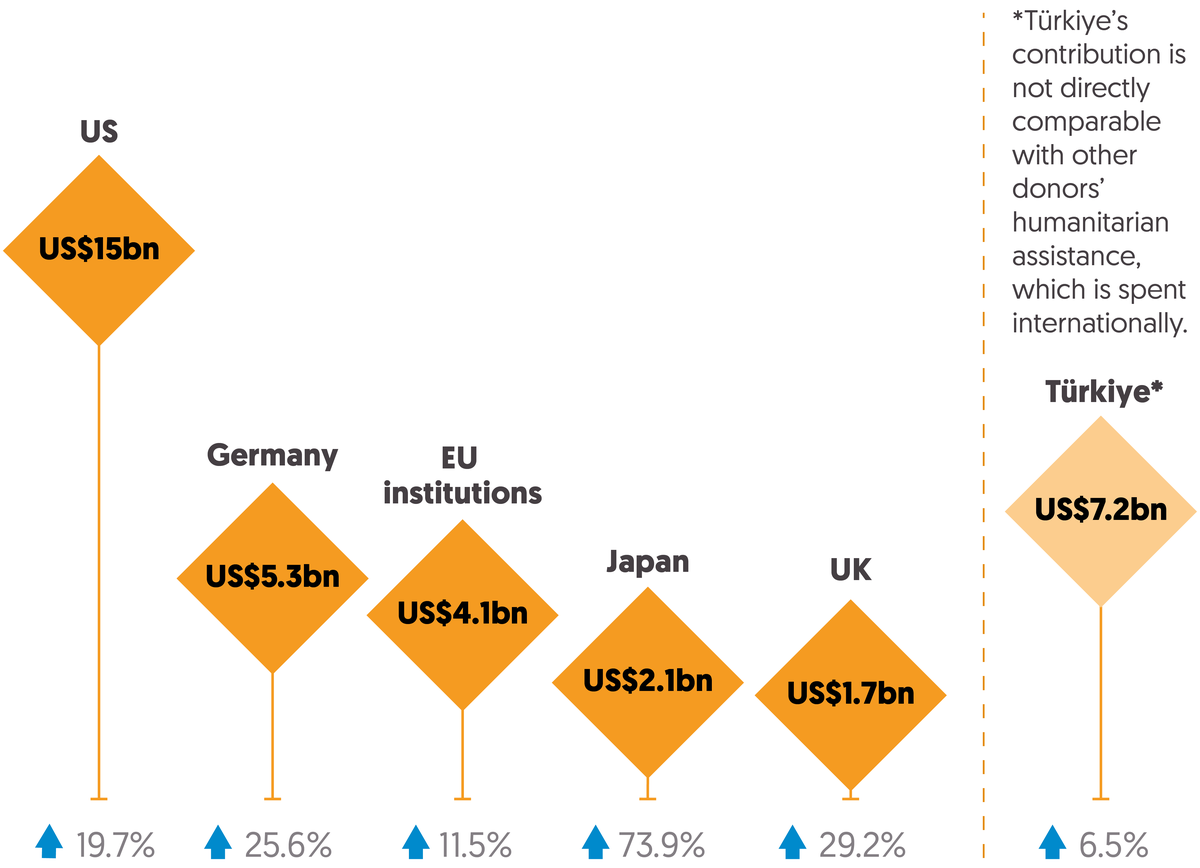 US
US$15bn
19.7%
Germany
US$5.3bn
25.6%
EU
institutions
US$4.1bn
11.5%
Japan
US$2.1bn
73.9%
UK
US$1.7bn
29.2%
*Türkiye’s
contribution is
not directly
comparable
with other
donors’
humanitarian
assistance,
which is spent
internationally.
Türkiye*
US$7.2bn
6.5%